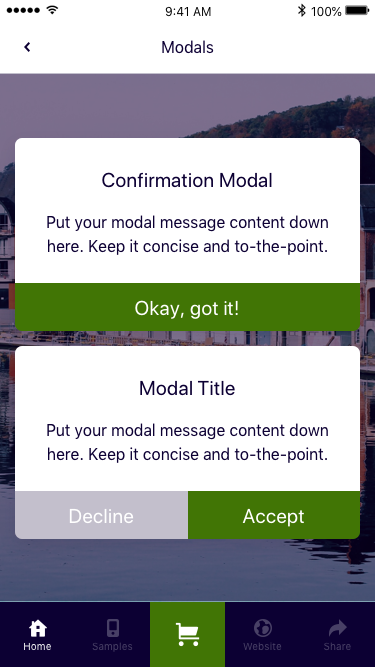 9:41 AM
100%
Modals
Confirmation Modal
Put your modal message content down
here. Keep it concise and to-the-point.
Okay, got it!
Modal Title
Put your modal message content down
here. Keep it concise and to-the-point.
Decline
Accept
Home
Samples
Website
Share